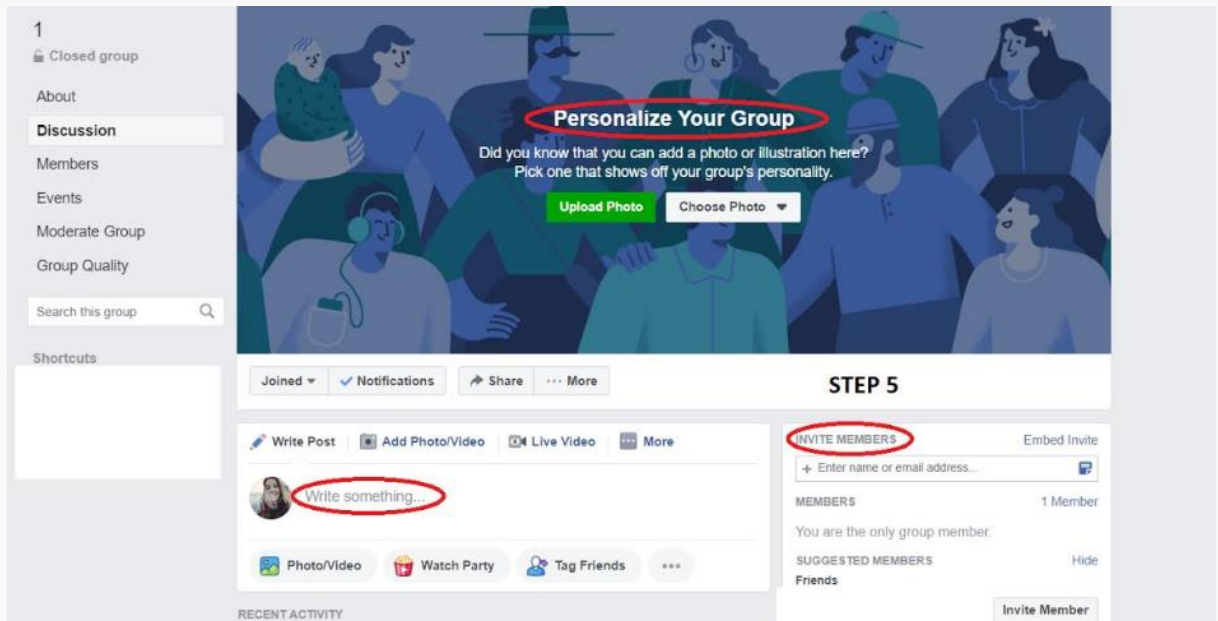 1
Closed group
About
Discussion
Members
Events
Moderate Group
Group Quality
Search this group
Shortcuts
Personalize Your Group
Did you know that you can add a photo or illustration here?
Pick one that shows off your group's personality.
Upload Photo
Choose Photo
Joined
Notifications
Share
More
STEP 5
Write Post
Add Photo/Video
Live Video
More
Write something...
Photo/Video
Watch Party
Tag Friends
RECENT ACTIVITY
INVITE MEMBERS
Embed Invite
+ Enter name or email address...
MEMBERS
1 Member
You are the only group member.
SUGGESTED MEMBERS
Hide
Friends
Invite Member